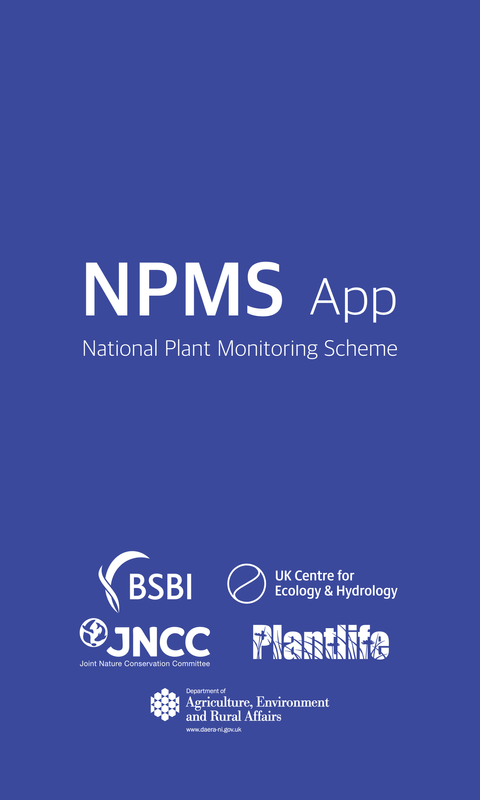 NPMS App
National Plant Monitoring Scheme
BSBI
UK Centre for
Ecology & Hydrology
JNCC
Joint Nature Conservation Committee
Plantlife
Department of
Agriculture, Environment
and Rural Affairs
www.daera-ni.gov.uk